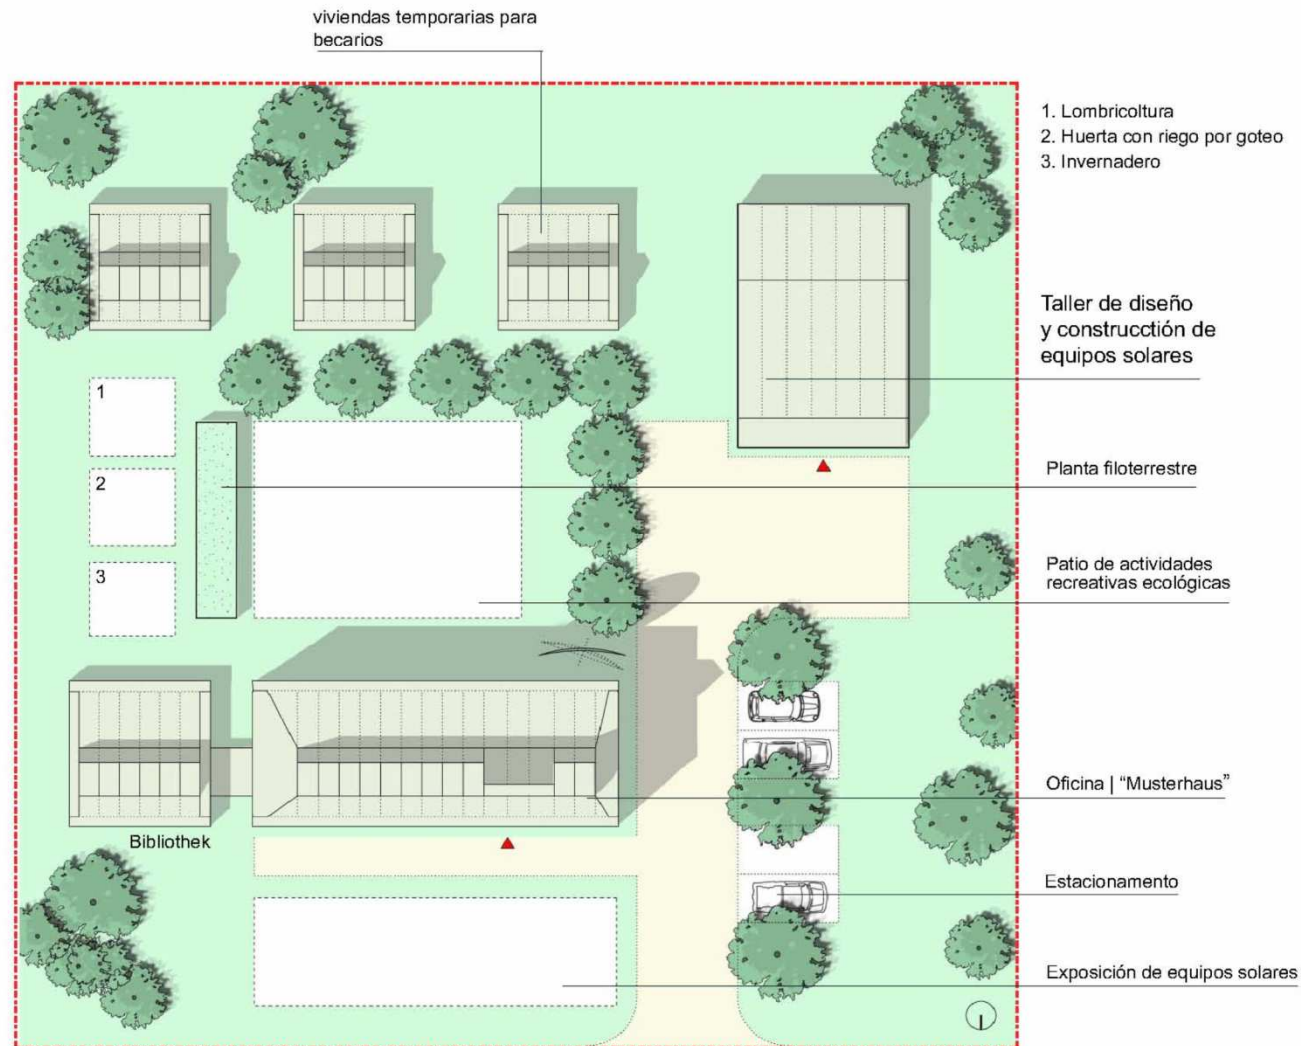 viviendas temporarias para
becarios
1. Lombricoltura
2. Huerta con riego por goteo
3. Invernadero
Taller de diseño
y construcctión de
equipos solares
1
2
3
Planta filoterrestre
Patio de actividades
recreativas ecológicas
Oficina | “Musterhaus”
Bibliothek
Estacionamento
Exposición de equipos solares